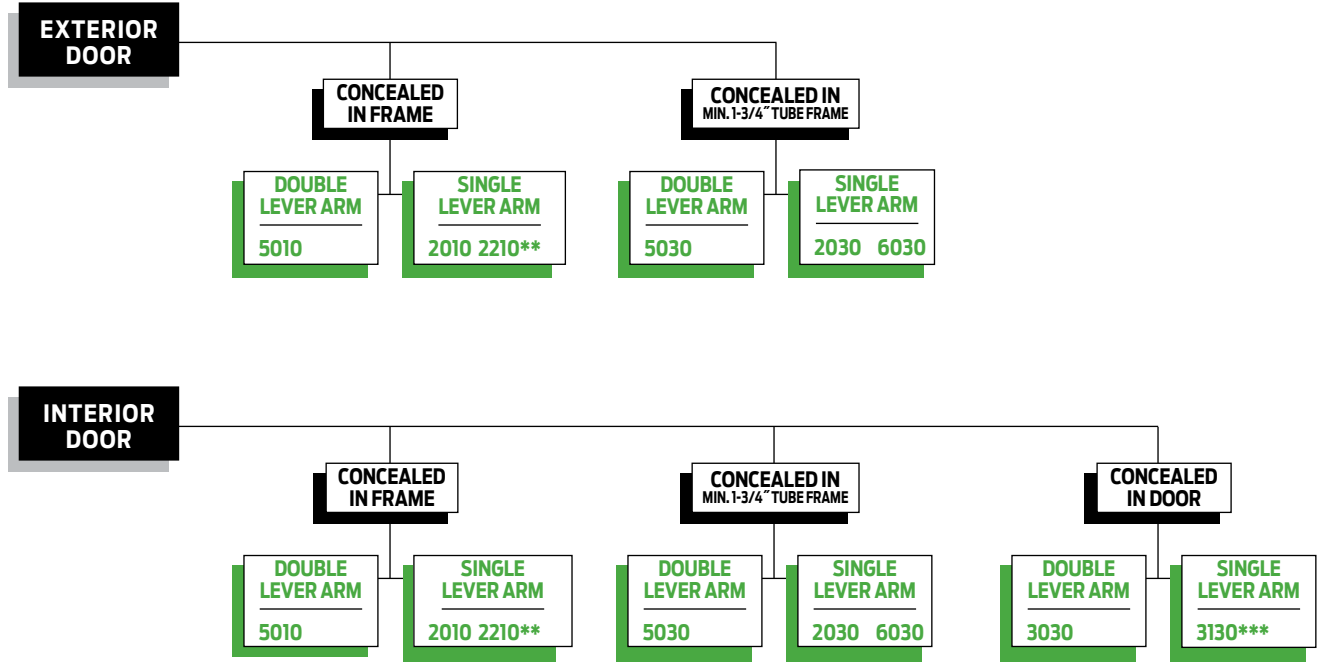 EXTERIOR
DOOR
CONCEALED
IN FRAME
CONCEALED IN
MIN. 1-3/4˝ TUBE FRAME
DOUBLE
LEVER ARM
5010
SINGLE
LEVER ARM
2010 2210**
DOUBLE
LEVER ARM
5030
SINGLE
LEVER ARM
2030 6030
INTERIOR
DOOR
CONCEALED
IN FRAME
CONCEALED IN
MIN. 1-3/4˝ TUBE FRAME
CONCEALED
IN DOOR
DOUBLE
LEVER ARM
5010
SINGLE
LEVER ARM
2010 2210**
DOUBLE
LEVER ARM
5030
SINGLE
LEVER ARM
2030 6030
DOUBLE
LEVER ARM
3030
SINGLE
LEVER ARM
3130***